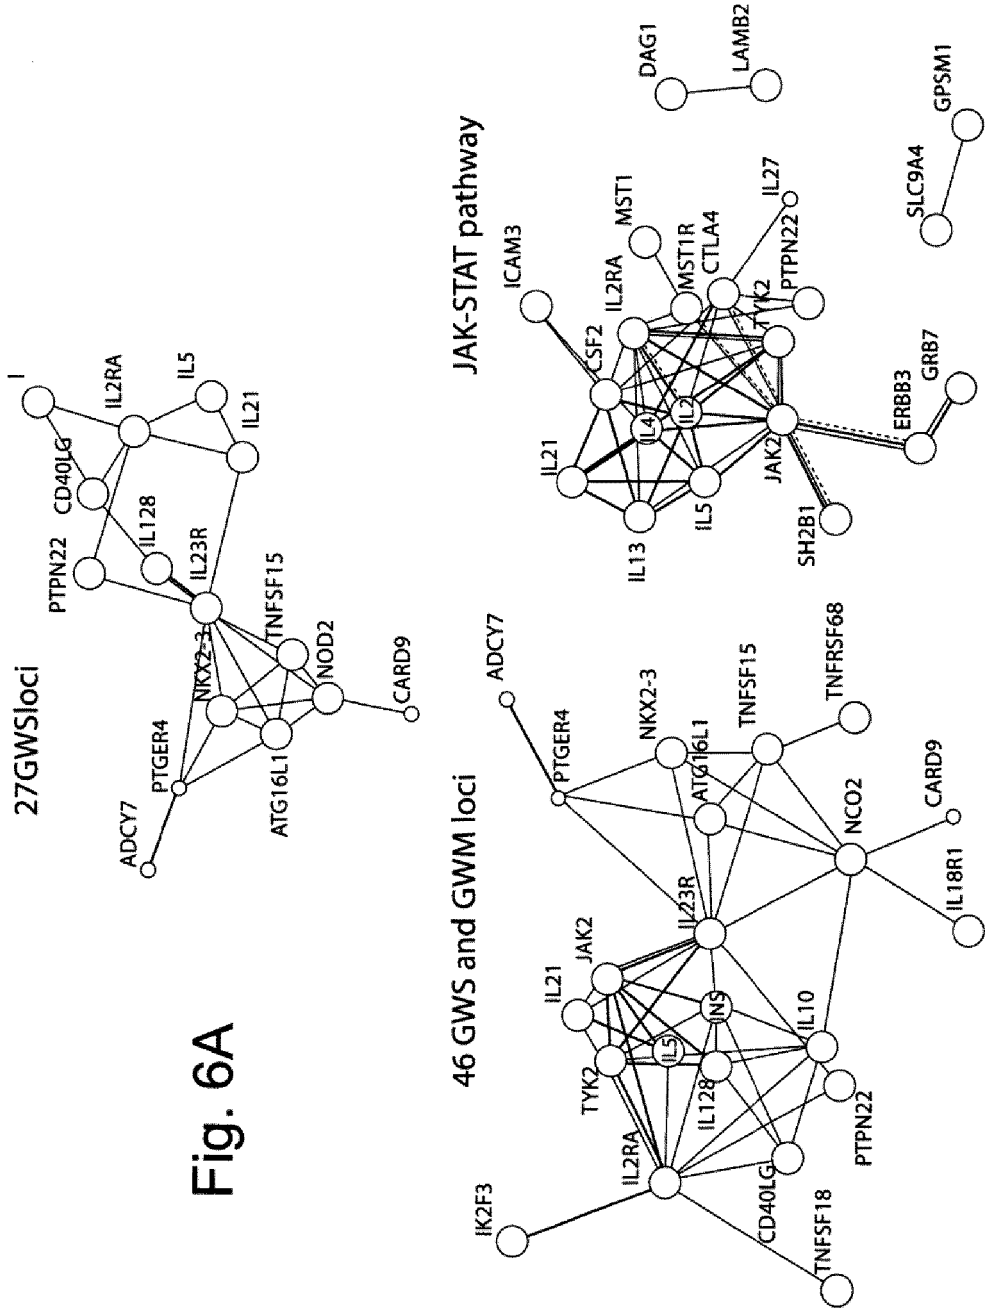 Fig. 6A
27GWSloci
ADCY7
PTGER4
NKX2-3
ATG16L1
TNFSF15
NOD2
CARD9
IL23R
IL128
PTPN22
CD40LG
I
IL2RA
IL5
IL21
46 GWS and GWM loci
IK2F3
IL2RA
TNFSF18
CD40LG
PTPN22
TYK2
IL21
JAK2
IL5
INS
IL128
IL10
IL23R
ADCY7
PTGER4
NKX2-3
ATG16L1
TNFSF15
TNFRSF68
NCO2
CARD9
IL18R1
JAK-STAT pathway
ICAM3
CSF2
IL2RA
MST1
MST1R
CTLA4
IL27
TYK2
PTPN22
IL21
IL4
IL2
IL13
IL5
JAK2
SH2B1
ERBB3
GRB7
DAG1
LAMB2
SLC9A4
GPSM1